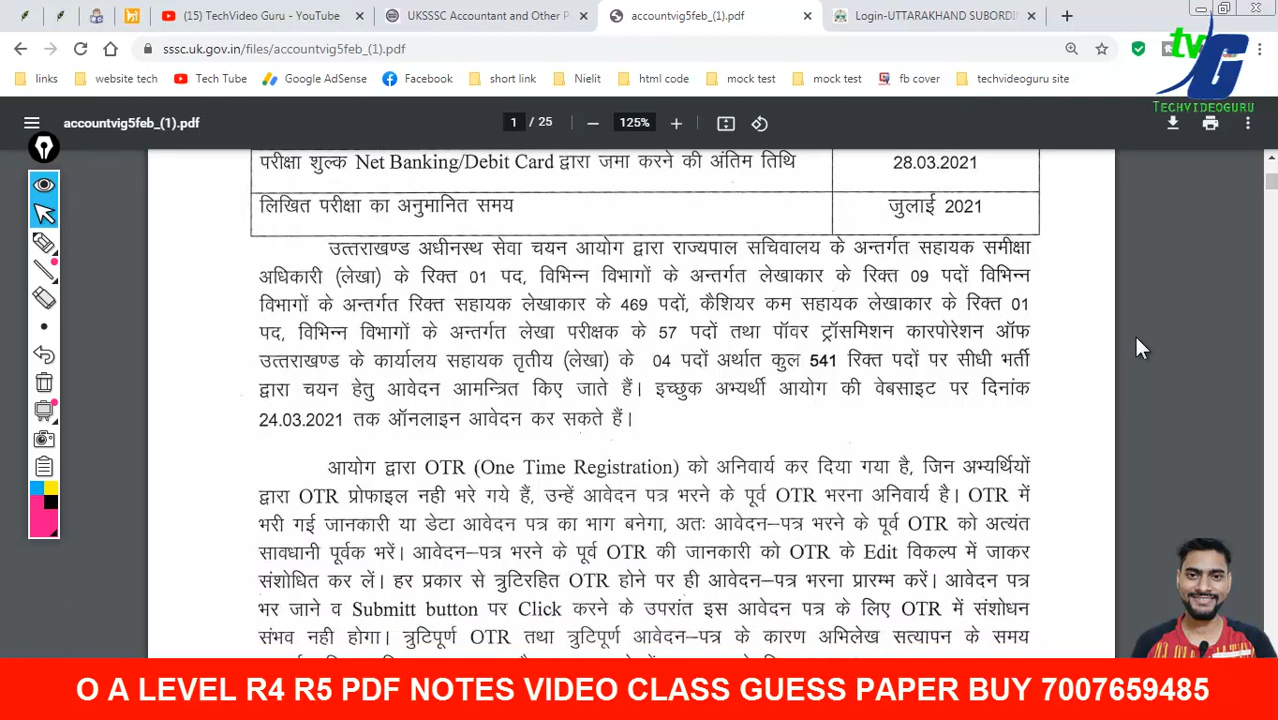 (15) TechVideo Guru - YouTube
UKSSSC Accountant and Other P
accountvig5feb_(1).pdf
Login-UTTARAKHAND SUBORDIN
sssc.uk.gov.in/files/accountvig5feb_(1).pdf
links
website tech
Tech Tube
Google AdSense
Facebook
short link
Nielit
html code
mock test
mock test
fb cover
techvideoguru site
tv
G
TECHVIDEOGURU
accountvig5feb_(1).pdf
1 / 25
125%
परीक्षा शुल्क Net Banking/Debit Card द्वारा जमा करने की अंतिम तिथि 28.03.2021
लिखित परीक्षा का अनुमानित समय जुलाई 2021
उत्तराखण्ड अधीनस्थ सेवा चयन आयोग द्वारा राज्यपाल सचिवालय के अन्तर्गत सहायक समीक्षा
अधिकारी (लेखा) के रिक्त 01 पद, विभिन्न विभागों के अन्तर्गत लेखाकार के रिक्त 09 पदों विभिन्न
विभागों के अन्तर्गत रिक्त सहायक लेखाकार के 469 पदों, कैशियर कम सहायक लेखाकार के रिक्त 01
पद, विभिन्न विभागों के अन्तर्गत लेखा परीक्षक के 57 पदों तथा पॉवर ट्रॉसमिशन कारपोरेशन ऑफ
उत्तराखण्ड के कार्यालय सहायक तृतीय (लेखा) के 04 पदों अर्थात कुल 541 रिक्त पदों पर सीधी भर्ती
द्वारा चयन हेतु आवेदन आमन्त्रित किए जाते हैं। इच्छुक अभ्यर्थी आयोग की वेबसाइट पर दिनांक
24.03.2021 तक ऑनलाइन आवेदन कर सकते हैं।
आयोग द्वारा OTR (One Time Registration) को अनिवार्य कर दिया गया है, जिन अभ्यर्थियों
द्वारा OTR प्रोफाइल नही भरे गये हैं, उन्हें आवेदन पत्र भरने के पूर्व OTR भरना अनिवार्य है। OTR में
भरी गई जानकारी या डेटा आवेदन पत्र का भाग बनेगा, अतः आवेदन–पत्र भरने के पूर्व OTR को अत्यंत
सावधानी पूर्वक भरें। आवेदन–पत्र भरने के पूर्व OTR की जानकारी को OTR के Edit विकल्प में जाकर
संशोधित कर लें। हर प्रकार से त्रुटिरहित OTR होने पर ही आवेदन–पत्र भरना प्रारम्भ करें। आवेदन पत्र
भर जाने व Submitt button पर Click करने के उपरांत इस आवेदन पत्र के लिए OTR में संशोधन
संभव नही होगा। त्रुटिपूर्ण OTR तथा त्रुटिपूर्ण आवेदन–पत्र के कारण अभिलेख सत्यापन के समय
O A LEVEL R4 R5 PDF NOTES VIDEO CLASS GUESS PAPER BUY 7007659485